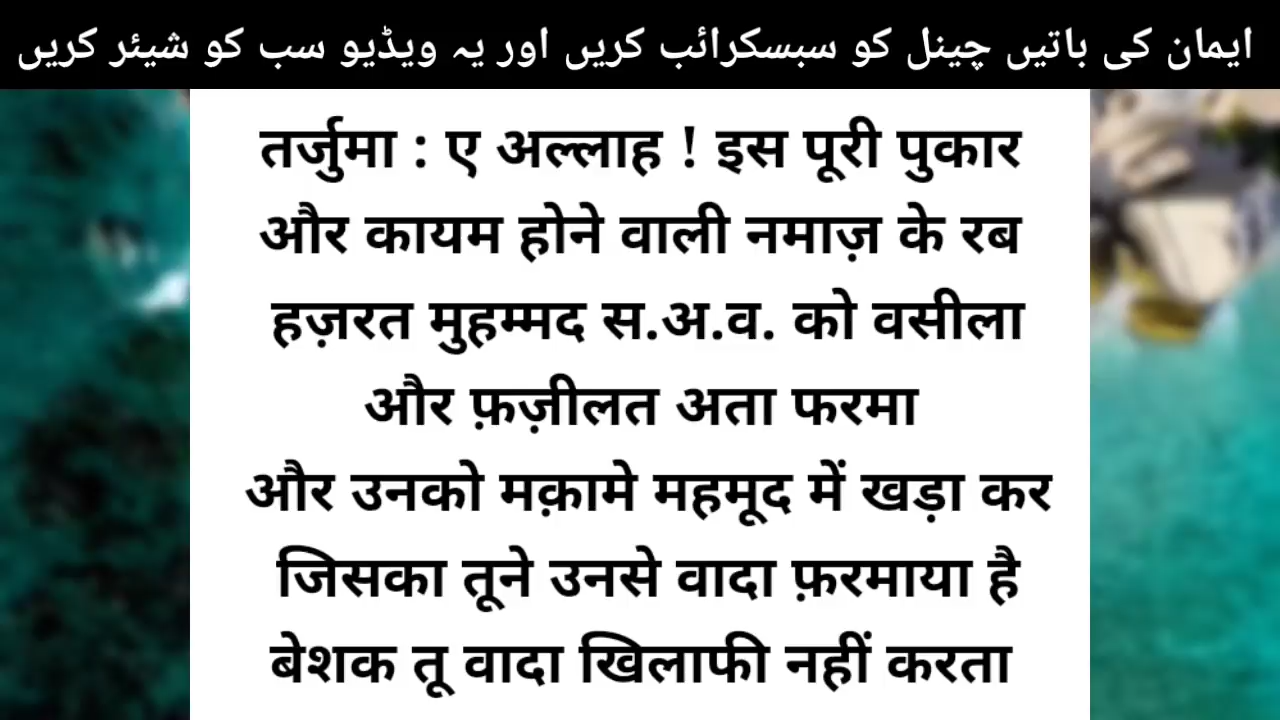 ایمان کی باتیں چینل کو سبسکرائب کریں اور یہ ویڈیو سب کو شیئر کریں
तर्जुमा : ए अल्लाह ! इस पूरी पुकार
और कायम होने वाली नमाज़ के रब
हज़रत मुहम्मद स.अ.व. को वसीला
और फ़ज़ीलत अता फरमा
और उनको मक़ामे महमूद में खड़ा कर
जिसका तूने उनसे वादा फ़रमाया है
बेशक तू वादा खिलाफी नहीं करता